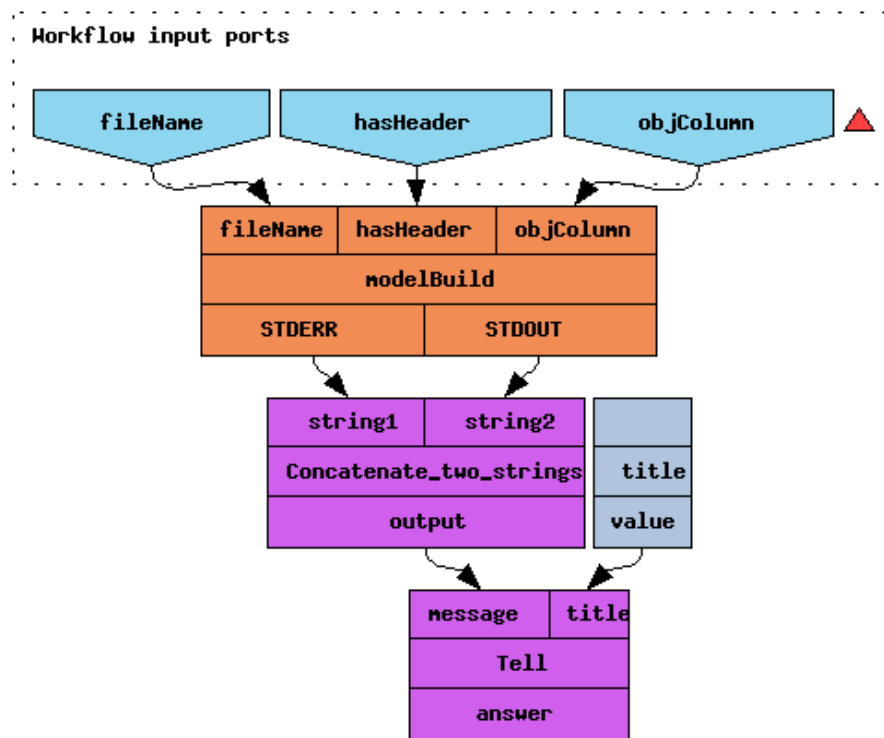 Workflow input ports
fileName hasHeader objColumn
fileName hasHeader objColumn
modelBuild
STDERR STDOUT
string1 string2
Concatenate_two_strings title
output value
message title
Tell
answer